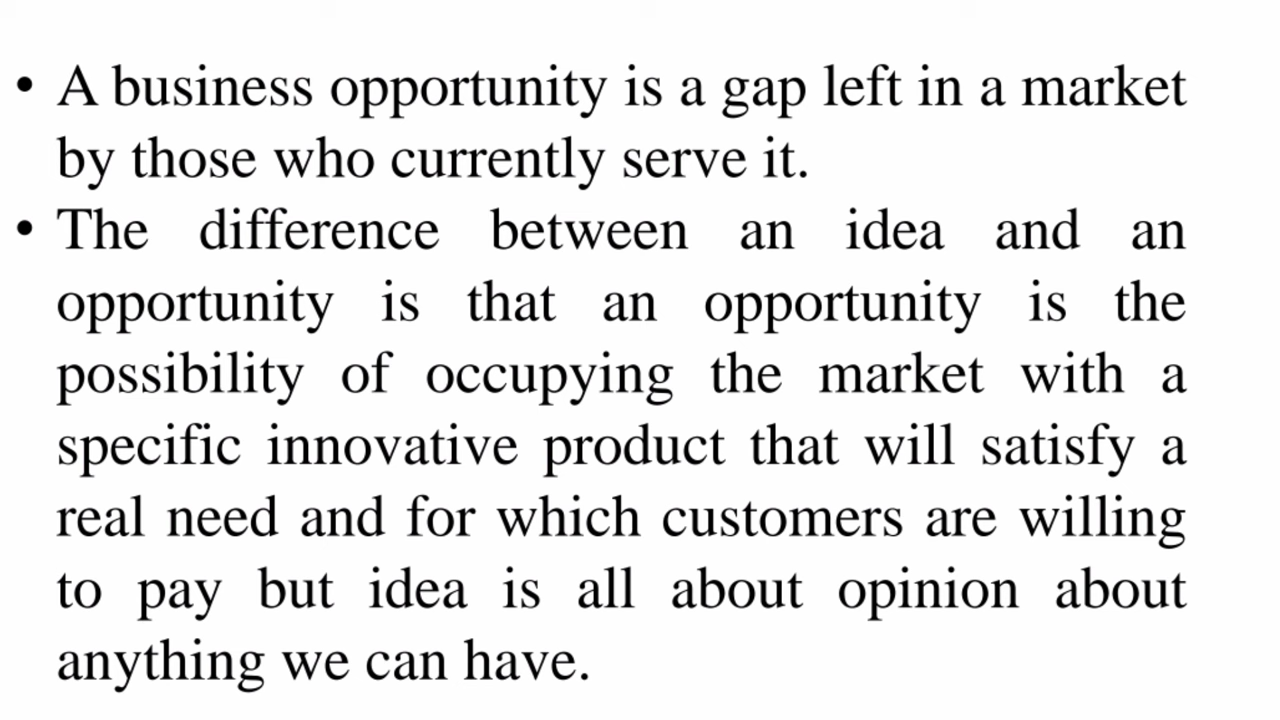 • A business opportunity is a gap left in a market
by those who currently serve it.
• The difference between an idea and an
opportunity is that an opportunity is the
possibility of occupying the market with a
specific innovative product that will satisfy a
real need and for which customers are willing
to pay but idea is all about opinion about
anything we can have.